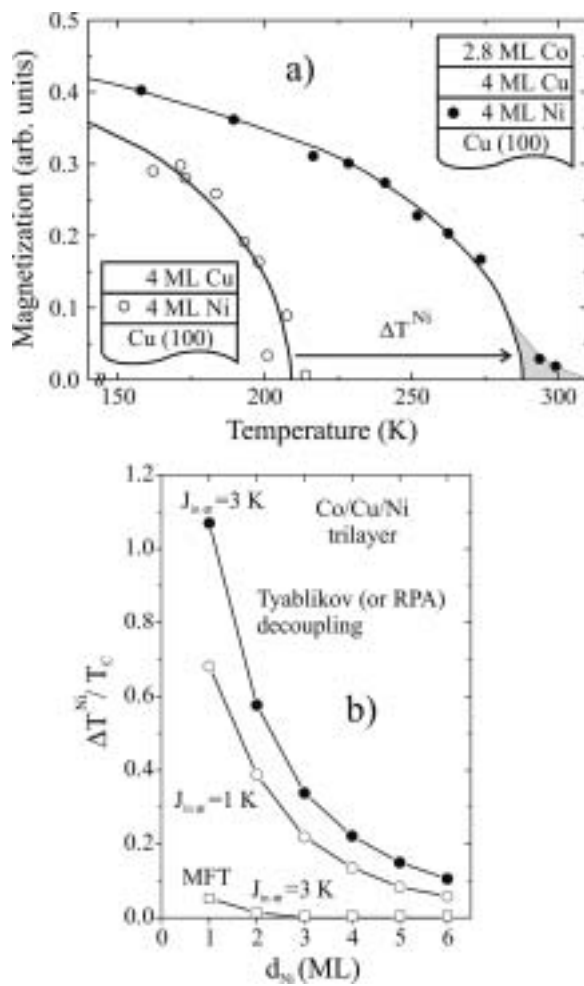 0.5
0.4
0.3
0.2
0.1
0.0
Magnetization (arb. units)
a)
2.8 ML Co
4 ML Cu
4 ML Ni
Cu (100)
4 ML Cu
4 ML Ni
Cu (100)
ΔT^Ni
150 200 250 300
Temperature (K)
1.2
1.0
0.8
0.6
0.4
0.2
0.0
ΔT^Ni / T_C
=3 K
Co/Cu/Ni
trilayer
Tyablikov (or RPA)
decoupling
b)
=1 K
MFT
=3 K
1 2 3 4 5 6
d_Ni (ML)